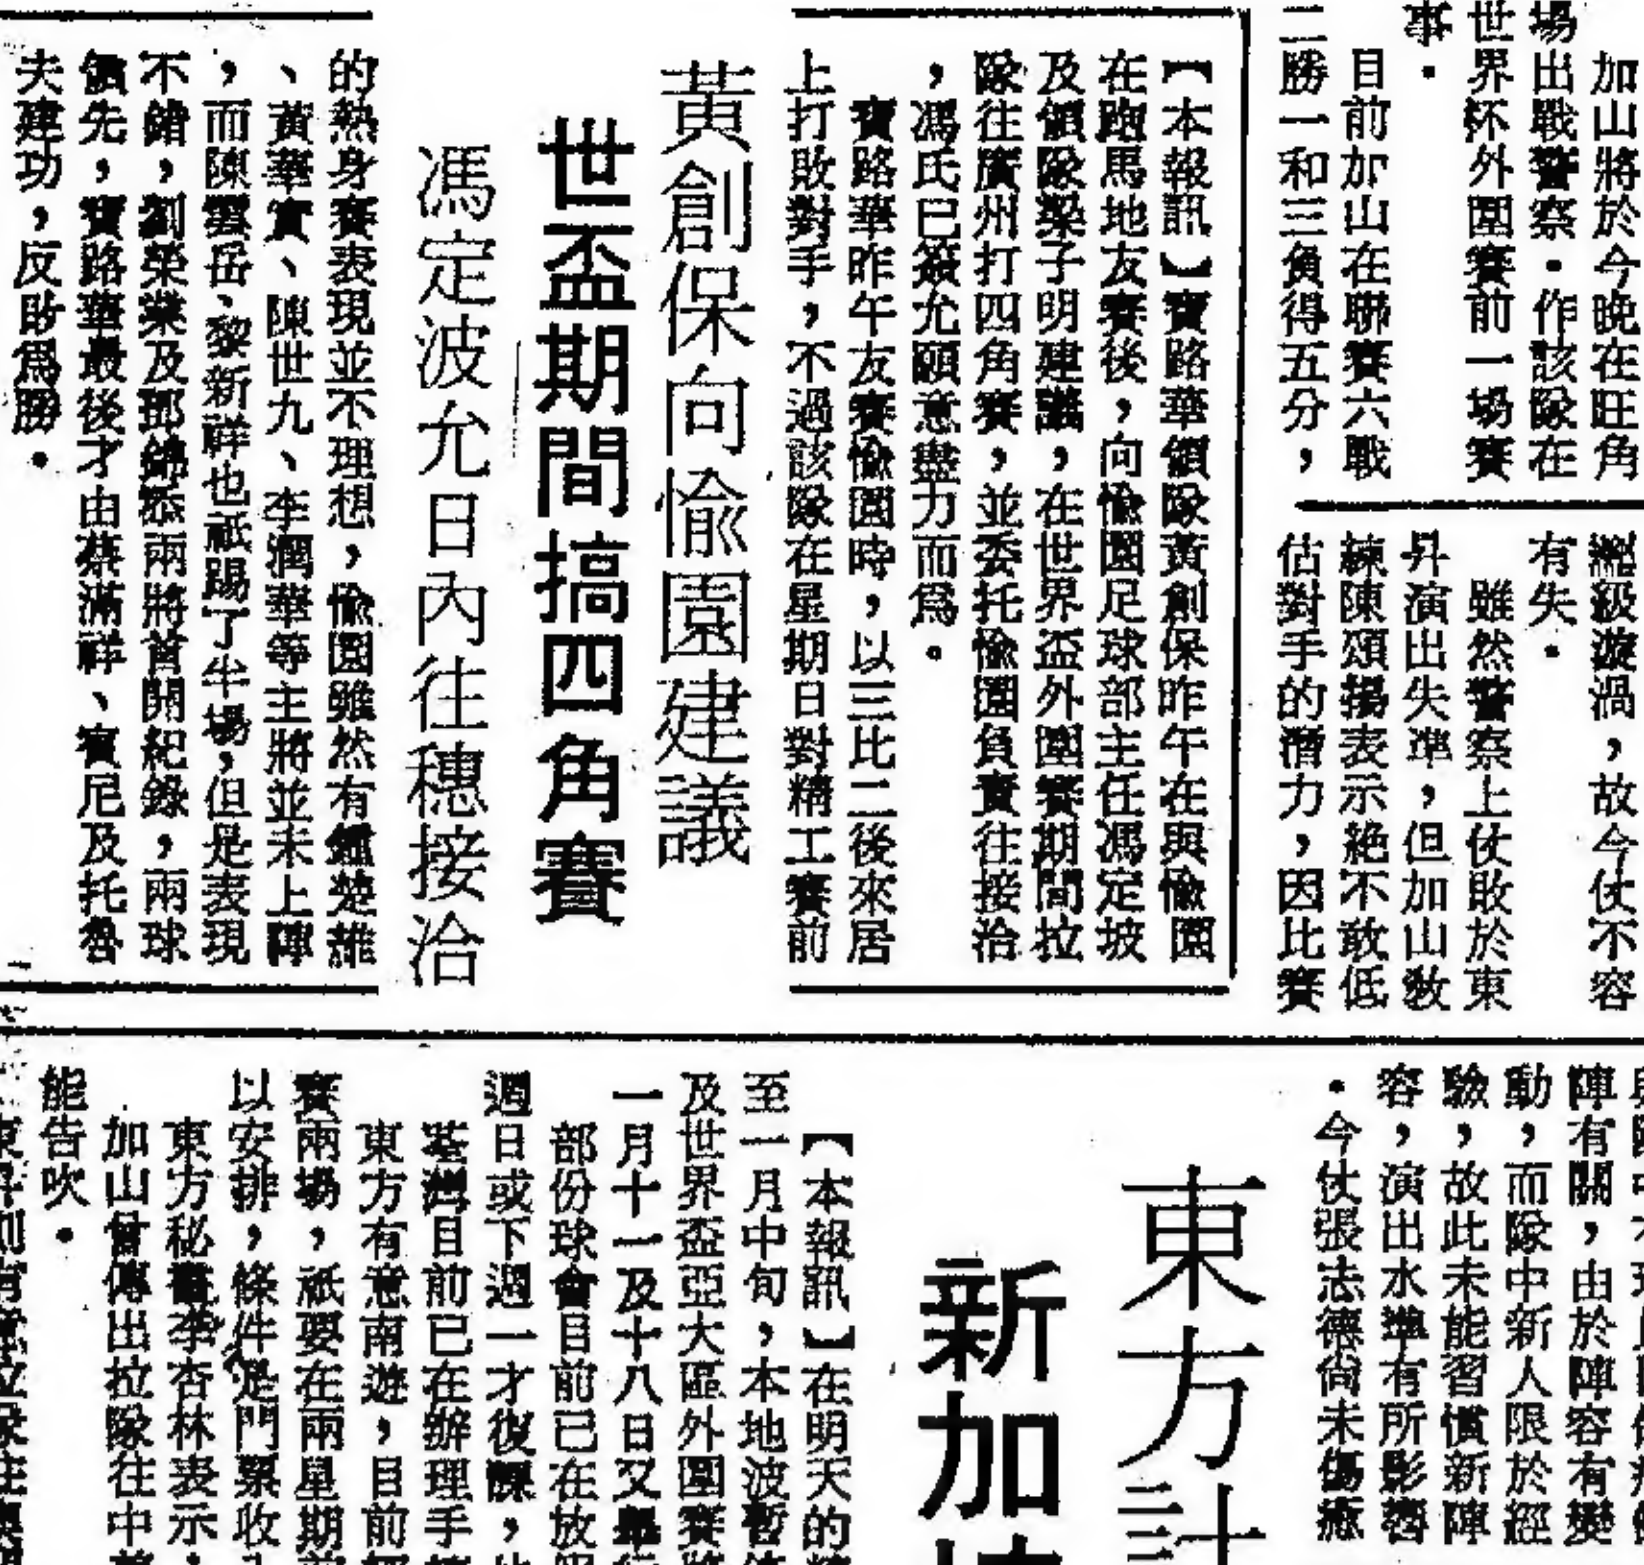 加山將於今晚在旺角
場出戰警察。作該隊在
世界杯外圍賽前一場賽
事。
目前加山在聯賽六戰
二勝一和三負得五分，
級漩渦，故今仗不容
有失。
雖然警察上仗敗於東
昇演出失準，但加山教
練陳頌揚表示絕不敢低
估對手的潛力，因比賽
陣有關，由於陣容有變
動，而隊中新人限於經
驗，故此未能習慣新陣
容，演出水準有所影響
。今仗張志德尚未傷癒
黃創保向愉園建議
世盃期間搞四角賽
馮定波允日內往穗接洽
【本報訊】寶路華領隊黃創保昨午在與愉園
在跑馬地友賽後，向愉園足球部主任馮定坡
及領隊梁子明建議，在世界盃外圍賽期間拉
隊往廣州打四角賽，並委托愉園負責往接洽
，馮氏已簽允願意盡力而爲。
寶路華昨午友賽愉園時，以三比二後來居
上打敗對手，不過該隊在星期日對精工賽前
的熱身賽表現並不理想，愉園雖然有鍾楚維
、黃華寶、陳世九、李潤華等主將並未上陣
，而陳雲岳、黎新祥也祇踢了半場，但是表現
不錯，劉榮業及鄧錦添兩將首開紀錄，兩球
領先，寶路華最後才由蔡滿祥、賓尼及托魯
夫建功，反敗爲勝。
東方計
新加
【本報訊】在明天的
至一月中旬，本地波暫
及世界盃亞大區外圍賽
一月十一及十八日又舉
部份球會目前已在放
週日或下週一才復課，
荃灣目前已在辦理手
東方有意南遊，目前
賽兩場，祇要在兩星期
以安排，條件是門票收
東方秘書李杏林表示，
加山曾傳出拉隊往中
能告吹。